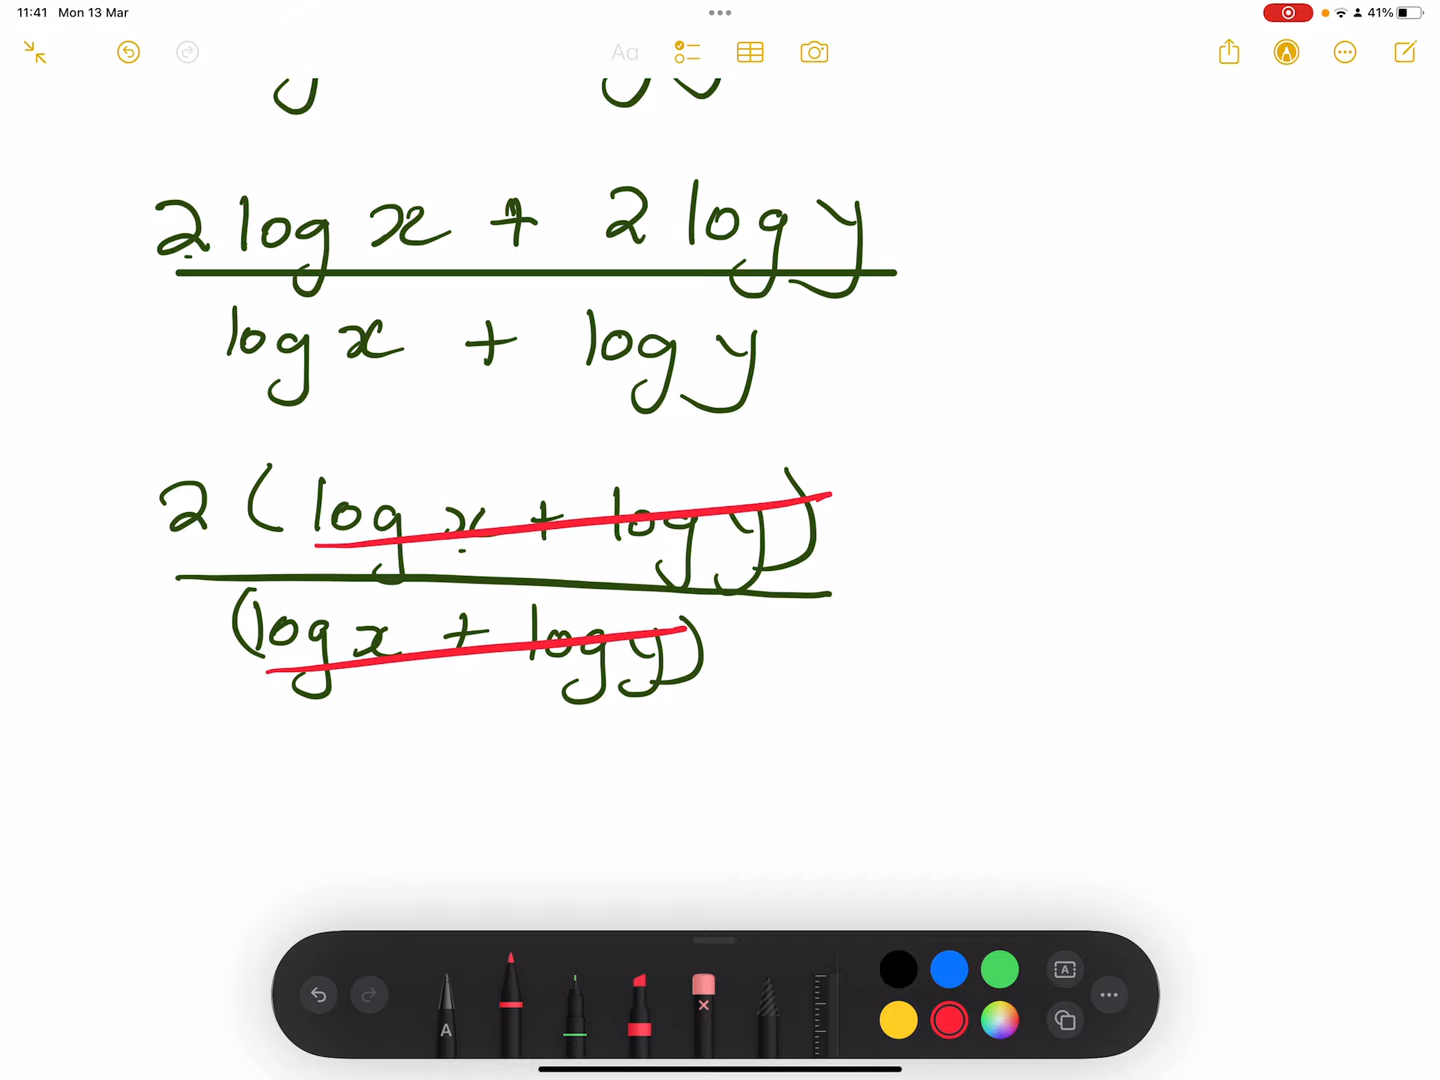 11:41 Mon 13 Mar 41%
Aa
2 log x + 2 log y
log x + log y
2 (log x + log y)
(log x + log y)
A
A